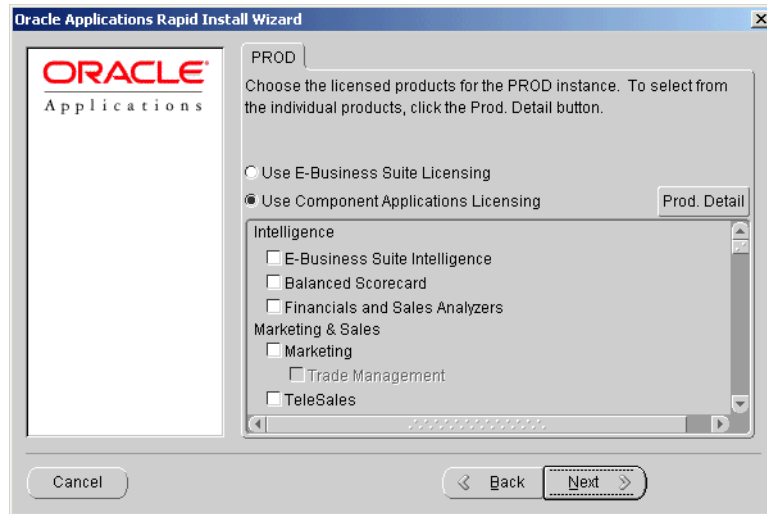 Oracle Applications Rapid Install Wizard
ORACLE®
Applications
PROD
Choose the licensed products for the PROD instance. To select from
the individual products, click the Prod. Detail button.
Use E-Business Suite Licensing
Use Component Applications Licensing
Prod. Detail
Intelligence
E-Business Suite Intelligence
Balanced Scorecard
Financials and Sales Analyzers
Marketing & Sales
Marketing
Trade Management
TeleSales
Cancel
Back
Next